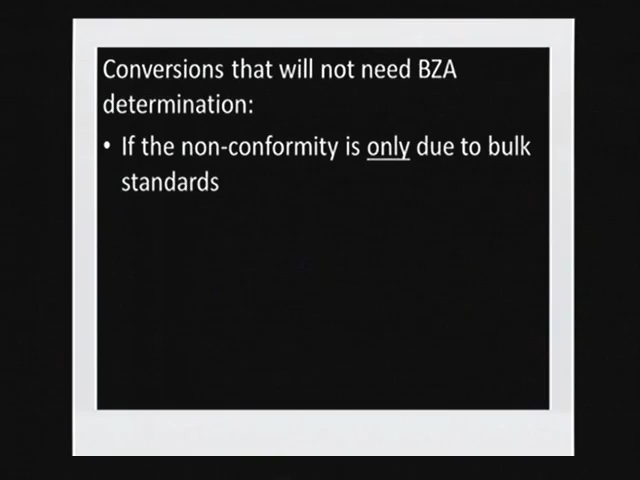 Conversions that will not need BZA
determination:
• If the non-conformity is only due to bulk
standards